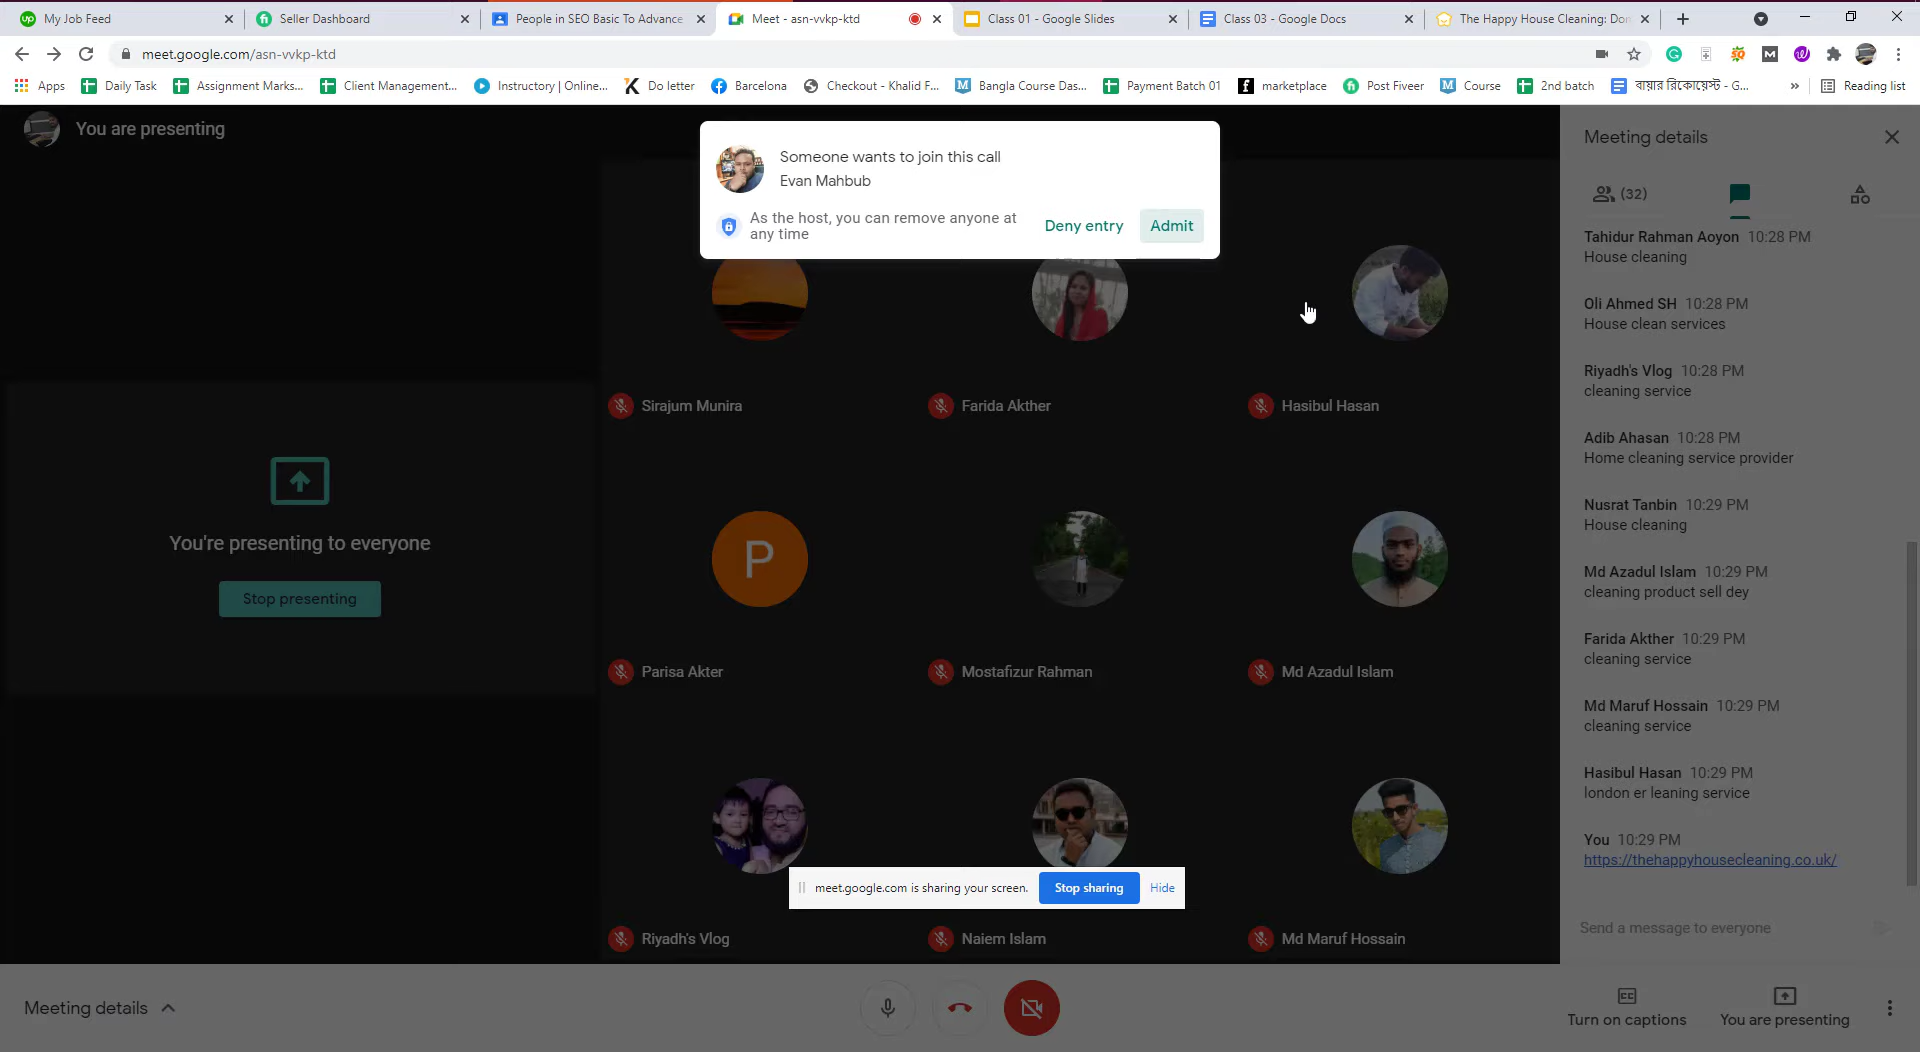 My Job Feed
Seller Dashboard
People in SEO Basic To Advance
Meet - asn-vvkp-ktd
Class 01 - Google Slides
Class 03 - Google Docs
The Happy House Cleaning: Dor
meet.google.com/asn-vvkp-ktd
Apps
Daily Task
Assignment Marks...
Client Management...
Instructory | Online...
Do letter
Barcelona
Checkout - Khalid F...
Bangla Course Das...
Payment Batch 01
marketplace
Post Fiveer
Course
2nd batch
বায়ার রিকোয়েস্ট - G...
Reading list
You are presenting
Someone wants to join this call
Evan Mahbub
As the host, you can remove anyone at
any time
Deny entry
Admit
You're presenting to everyone
Stop presenting
Sirajum Munira
Farida Akther
Hasibul Hasan
P
Parisa Akter
Mostafizur Rahman
Md Azadul Islam
Riyadh's Vlog
Naiem Islam
Md Maruf Hossain
meet.google.com is sharing your screen.
Stop sharing
Hide
Meeting details
(32)
Tahidur Rahman Aoyon 10:28 PM
House cleaning
Oli Ahmed SH 10:28 PM
House clean services
Riyadh's Vlog 10:28 PM
cleaning service
Adib Ahasan 10:28 PM
Home cleaning service provider
Nusrat Tanbin 10:29 PM
House cleaning
Md Azadul Islam 10:29 PM
cleaning product sell dey
Farida Akther 10:29 PM
cleaning service
Md Maruf Hossain 10:29 PM
cleaning service
Hasibul Hasan 10:29 PM
london er leaning service
You 10:29 PM
https://thehappyhousecleaning.co.uk/
Send a message to everyone
Meeting details
Turn on captions
You are presenting